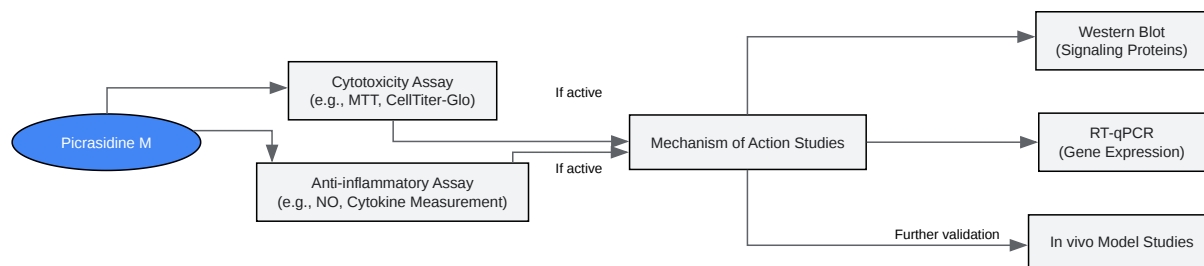 Picrasidine M
Cytotoxicity Assay
(e.g., MTT, CellTiter-Glo)
Anti-inflammatory Assay
(e.g., NO, Cytokine Measurement)
If active
If active
Mechanism of Action Studies
Western Blot
(Signaling Proteins)
RT-qPCR
(Gene Expression)
Further validation
In vivo Model Studies